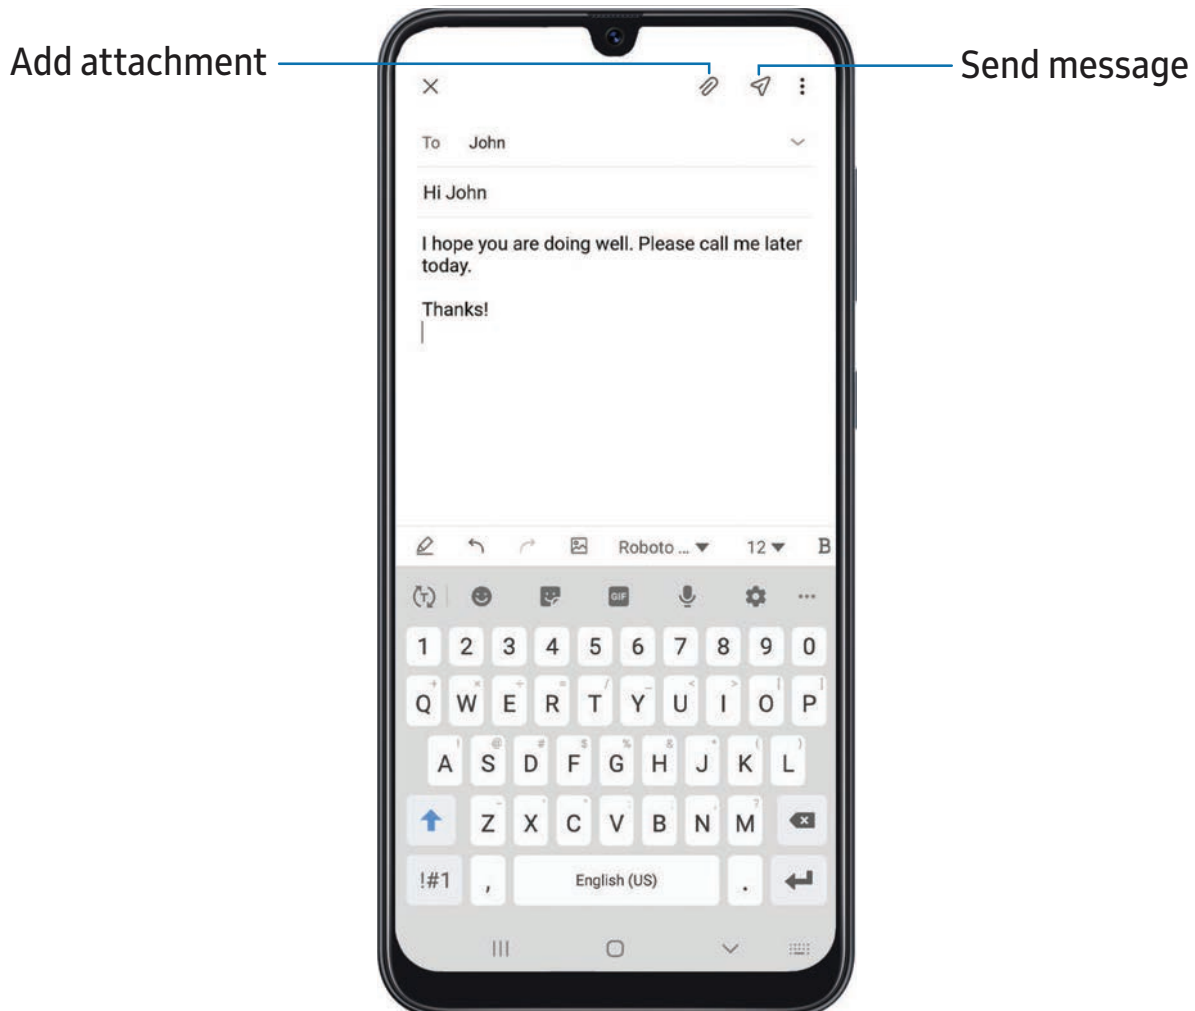 Add attachment
Send message
To John
Hi John
I hope you are doing well. Please call me later
today.
Thanks!
Roboto ... 12 B
T GIF
1 2 3 4 5 6 7 8 9 0
Q W E R T Y U I O P
A S D F G H J K L
Z X C V B N M
!#1 , English (US) .